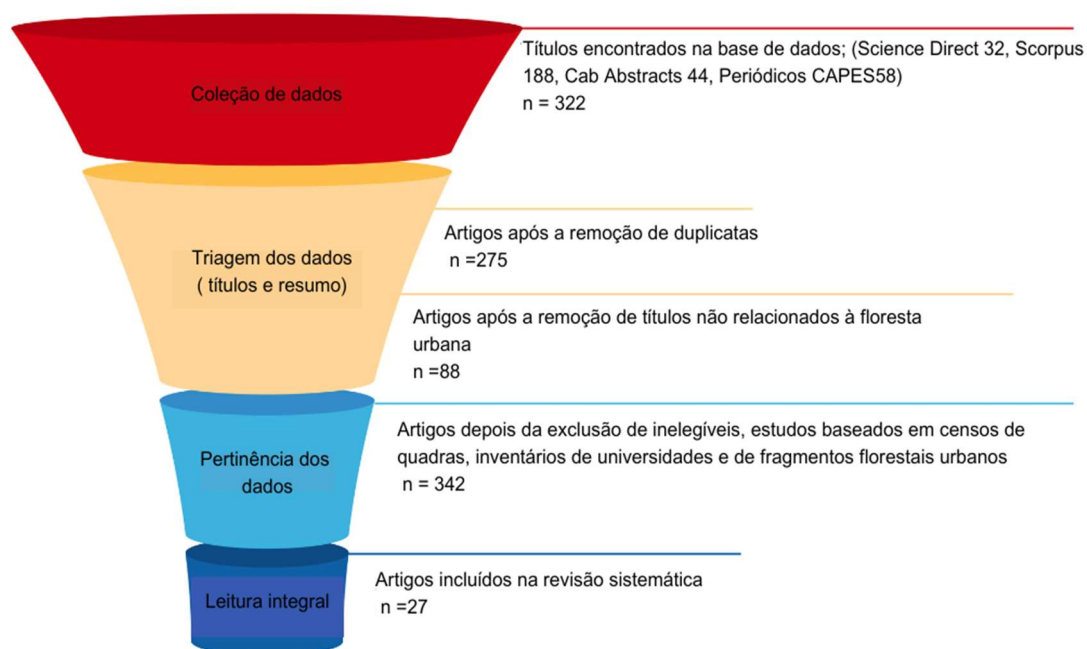 Coleção de dados
Títulos encontrados na base de dados; (Science Direct 32, Scorpus
188, Cab Abstracts 44, Periódicos CAPES58)
n = 322
Triagem dos dados
( títulos e resumo)
Artigos após a remoção de duplicatas
n =275
Artigos após a remoção de títulos não relacionados à floresta
urbana
n =88
Pertinência dos
dados
Artigos depois da exclusão de inelegíveis, estudos baseados em censos de
quadras, inventários de universidades e de fragmentos florestais urbanos
n = 342
Leitura integral
Artigos incluídos na revisão sistemática
n =27